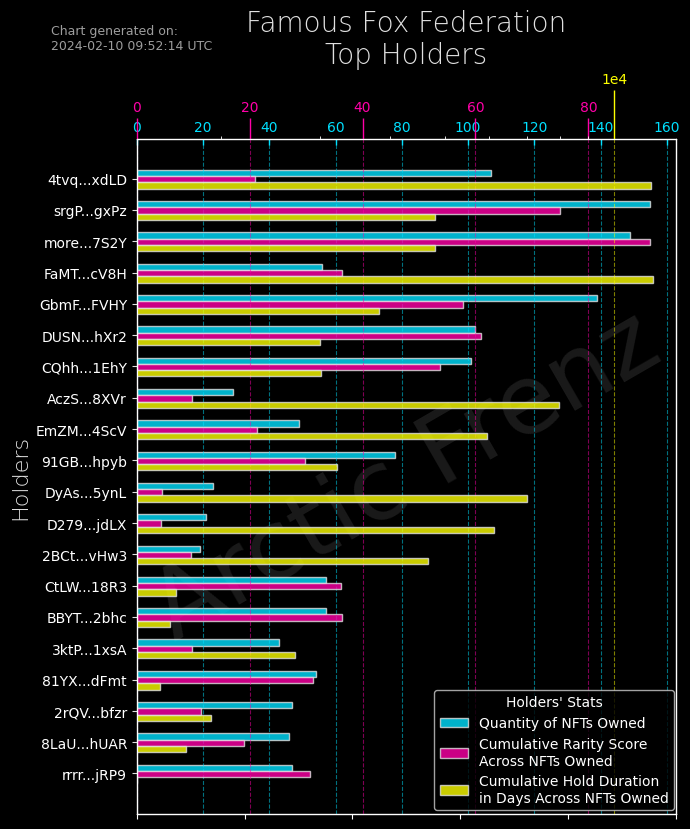 Chart generated on:
2024-02-10 09:52:14 UTC
Famous Fox Federation
Top Holders
1e4
0 20 40 60 80
0 20 40 60 80 100 120 140 160
Holders
4tvq...xdLD
srgP...gxPz
more...7S2Y
FaMT...cV8H
GbmF...FVHY
DUSN...hXr2
CQhh...1EhY
AczS...8XVr
EmZM...4ScV
91GB...hpyb
DyAs...5ynL
D279...jdLX
2BCt...vHw3
CtLW...18R3
BBYT...2bhc
3ktP...1xsA
81YX...dFmt
2rQV...bfzr
8LaU...hUAR
rrrr...jRP9
Arctic Frenz
Holders' Stats
Quantity of NFTs Owned
Cumulative Rarity Score
Across NFTs Owned
Cumulative Hold Duration
in Days Across NFTs Owned